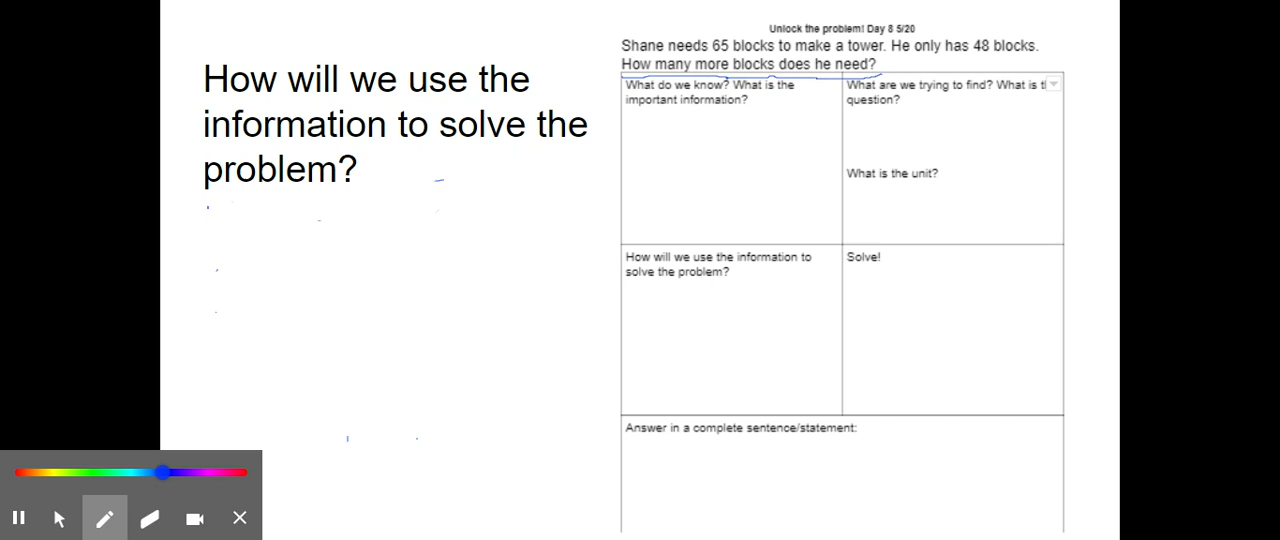 How will we use the
information to solve the
problem?
Unlock the problem! Day 8 5/20
Shane needs 65 blocks to make a tower. He only has 48 blocks.
How many more blocks does he need?
What do we know? What is the
important information?
What are we trying to find? What is
question?
What is the unit?
How will we use the information to
solve the problem?
Solve!
Answer in a complete sentence/statement: